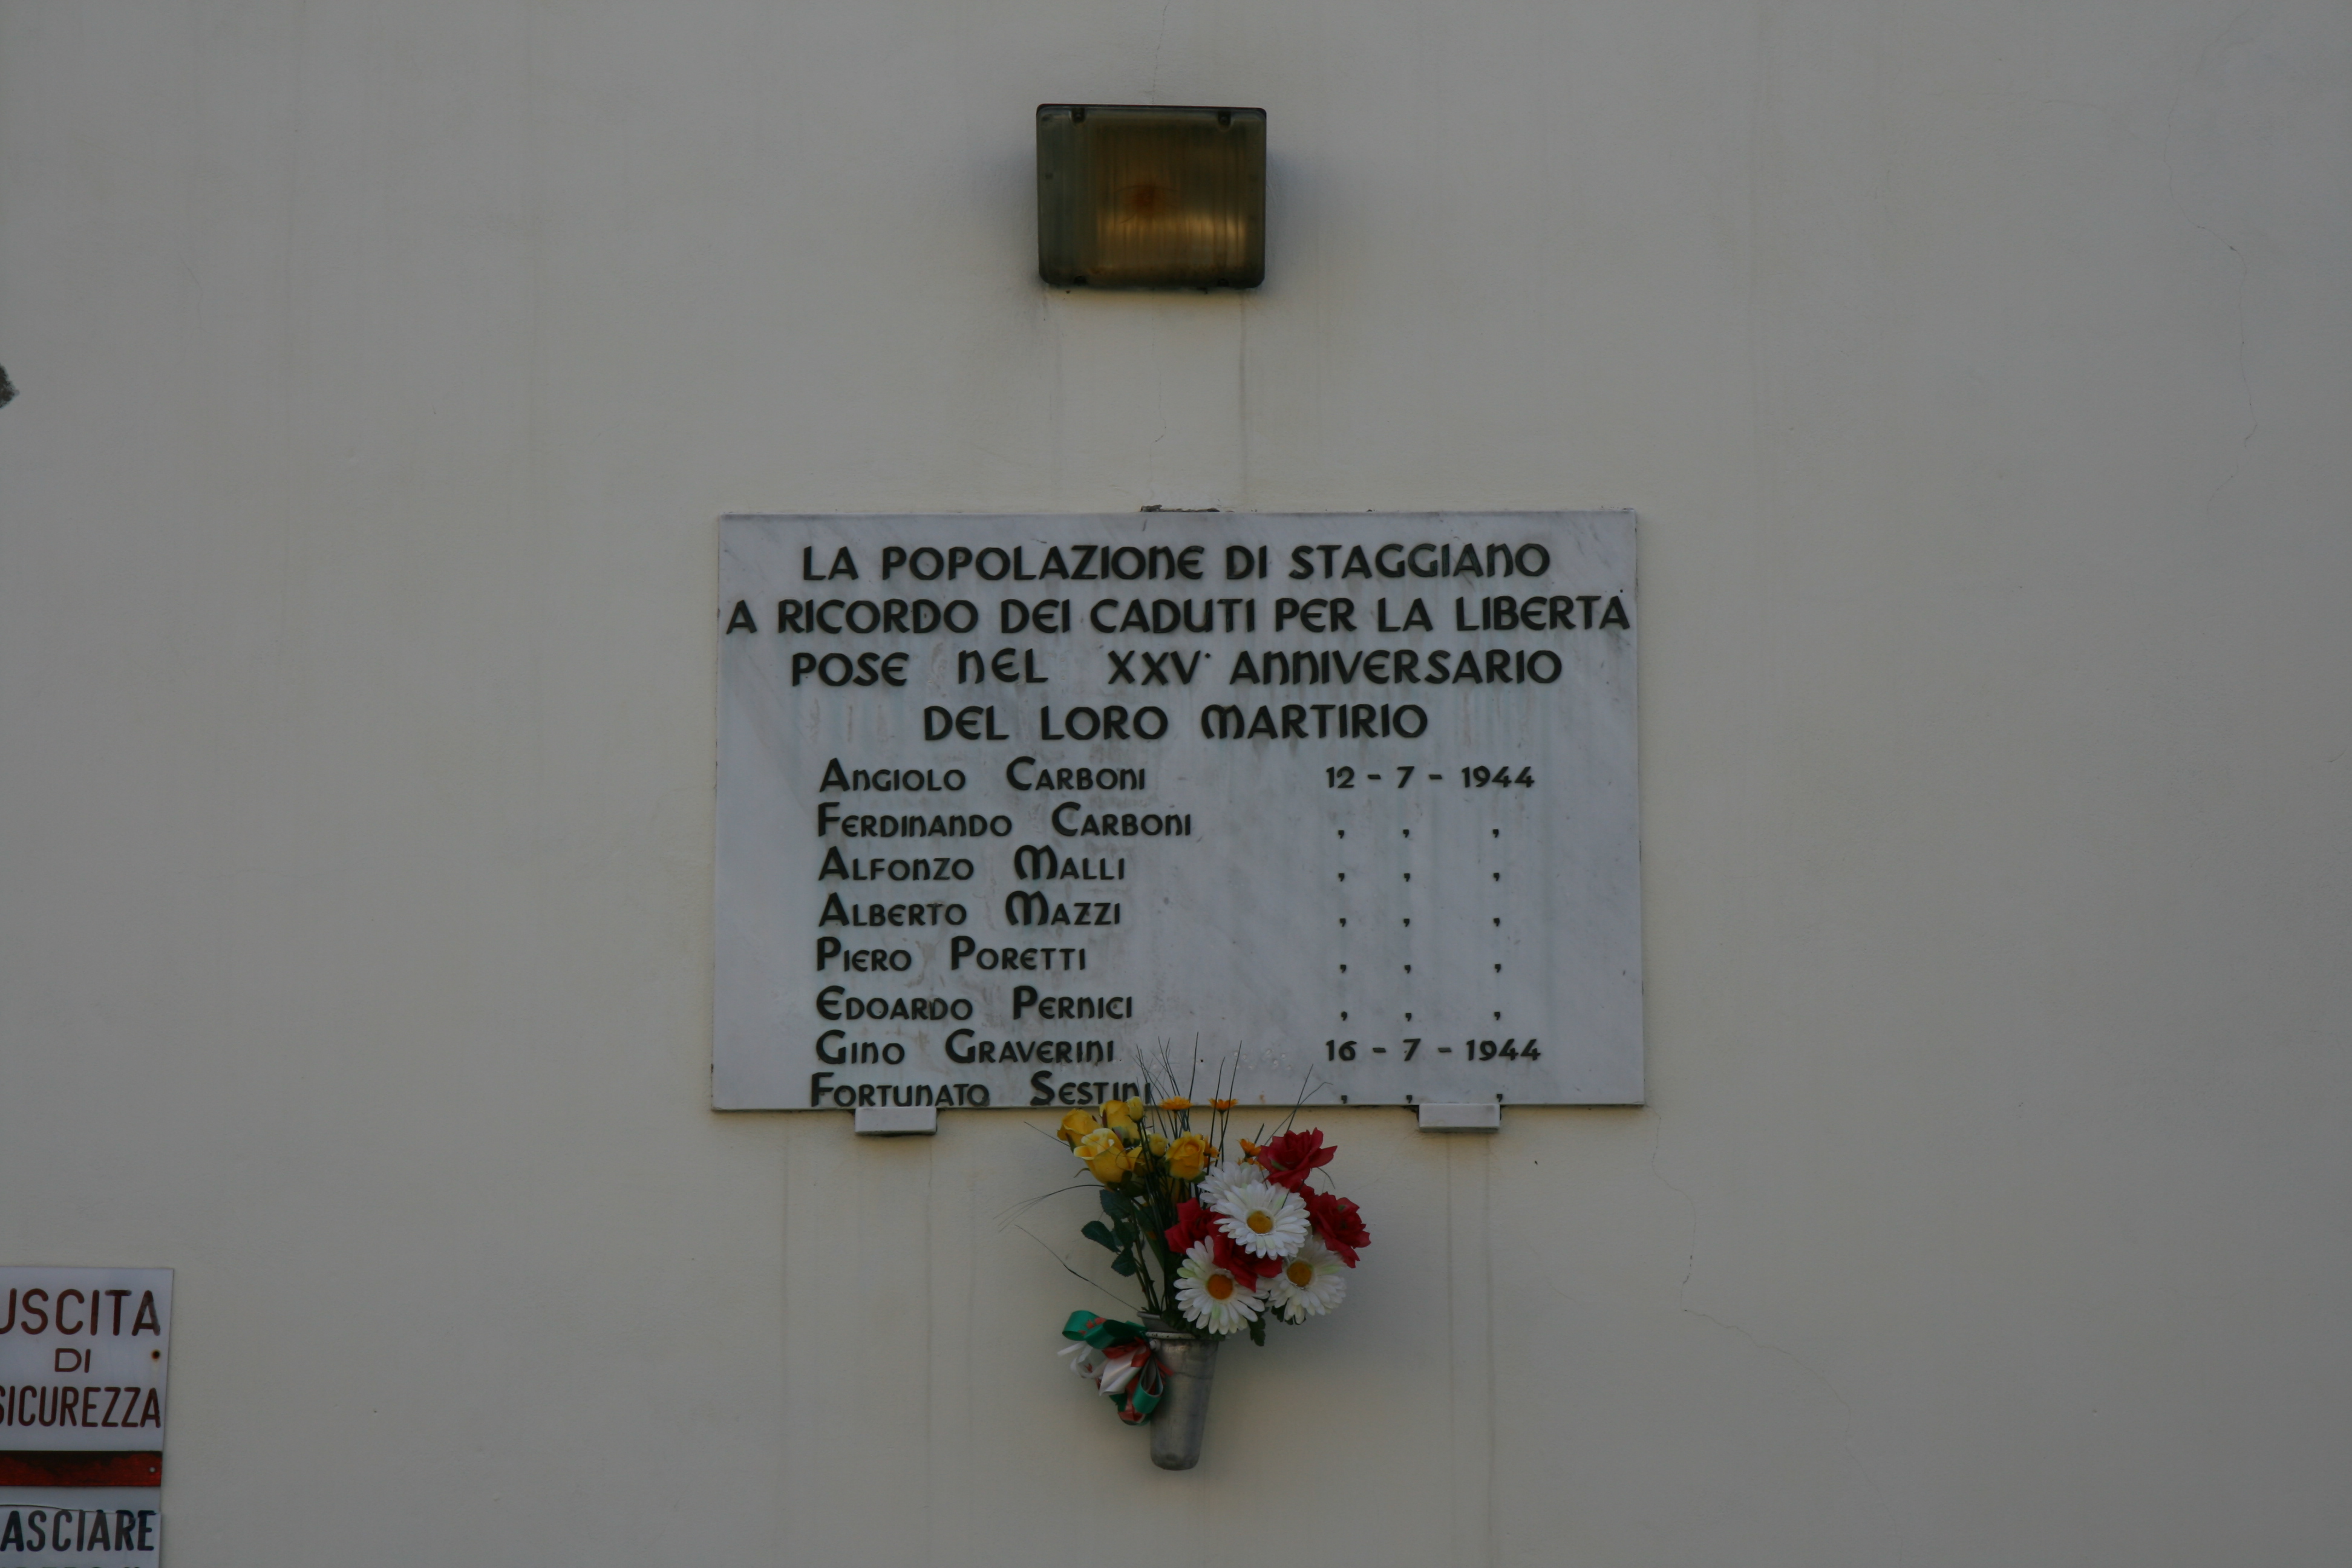 LA POPOLAZIONE DI STAGGIANO
A RICORDO DEI CADUTI PER LA LIBERTÀ
POSE NEL XXV° ANNIVERSARIO
DEL LORO MARTIRIO
ANGIOLO CARBONI 12 - 7 - 1944
FERDINANDO CARBONI , , ,
ALFONZO MALLI , , ,
ALBERTO MAZZI , , ,
PIERO PORETTI , , ,
EDOARDO PERNICI , , ,
GINO GRAVERINI 16 - 7 - 1944
FORTUNATO SESTINI , , ,
USCITA
DI
SICUREZZA
ASCIARE